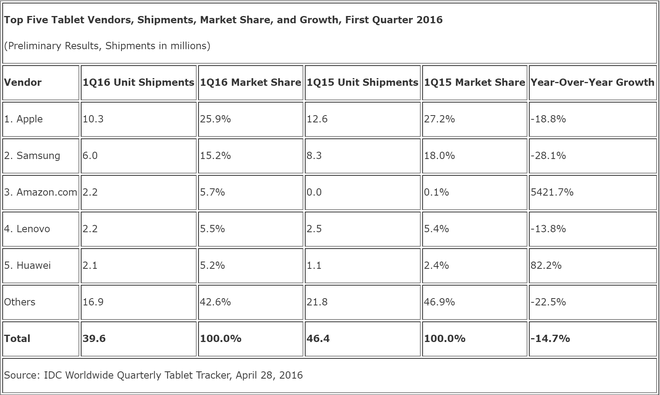 Top Five Tablet Vendors, Shipments, Market Share, and Growth, First Quarter 2016
(Preliminary Results, Shipments in millions)
Vendor 1Q16 Unit Shipments 1Q16 Market Share 1Q15 Unit Shipments 1Q15 Market Share Year-Over-Year Growth
1. Apple 10.3 25.9% 12.6 27.2% -18.8%
2. Samsung 6.0 15.2% 8.3 18.0% -28.1%
3. Amazon.com 2.2 5.7% 0.0 0.1% 5421.7%
4. Lenovo 2.2 5.5% 2.5 5.4% -13.8%
5. Huawei 2.1 5.2% 1.1 2.4% 82.2%
Others 16.9 42.6% 21.8 46.9% -22.5%
Total 39.6 100.0% 46.4 100.0% -14.7%
Source: IDC Worldwide Quarterly Tablet Tracker, April 28, 2016